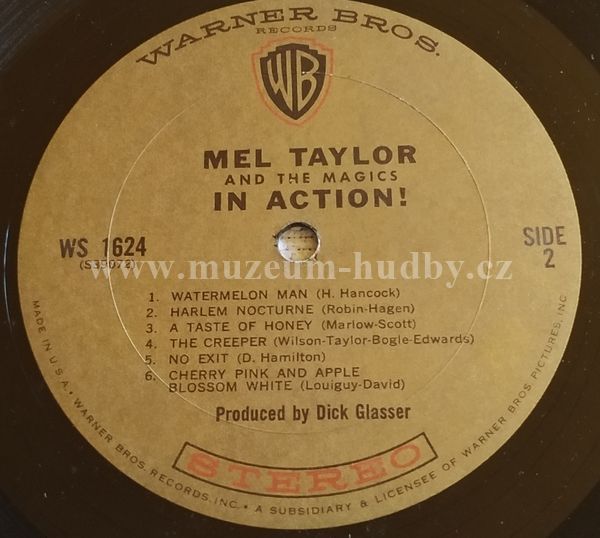 WARNER BROS.
RECORDS
WB
MEL TAYLOR
AND THE MAGICS
IN ACTION!
WS 1624
(S39072)
SIDE
2
www.muzeum-hudby.cz
1. WATERMELON MAN (H. Hancock)
2. HARLEM NOCTURNE (Robin-Hagen)
3. A TASTE OF HONEY (Marlow-Scott)
4. THE CREEPER (Wilson-Taylor-Bogle-Edwards)
5. NO EXIT (D. Hamilton)
6. CHERRY PINK AND APPLE
BLOSSOM WHITE (Louiguy-David)
Produced by Dick Glasser
STEREO
MADE IN U.S.A. • WARNER BROS. RECORDS, INC. • A SUBSIDIARY & LICENSEE OF WARNER BROS. PICTURES, INC.